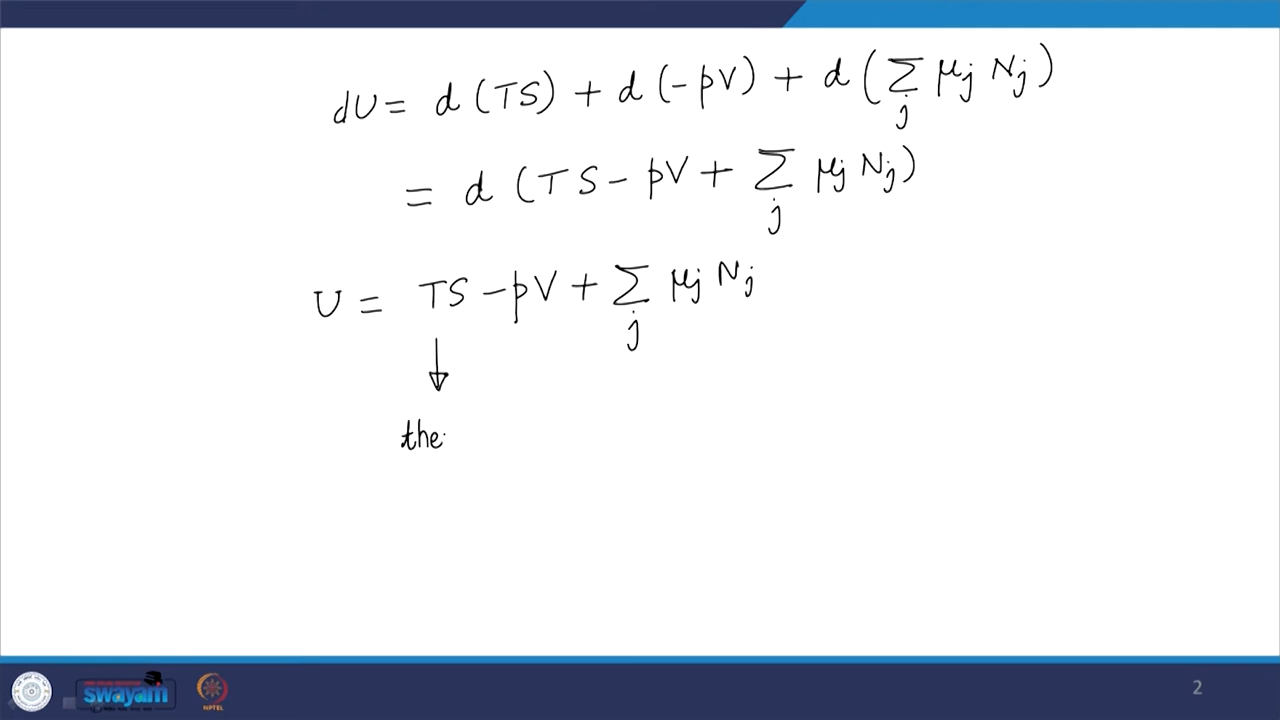 dU = d (TS) + d (-pV) + d (∑_j μ_j N_j)
= d (TS - pV + ∑_j μ_j N_j)
U = TS - pV + ∑_j μ_j N_j
↓
the
swayam
NPTEL
2